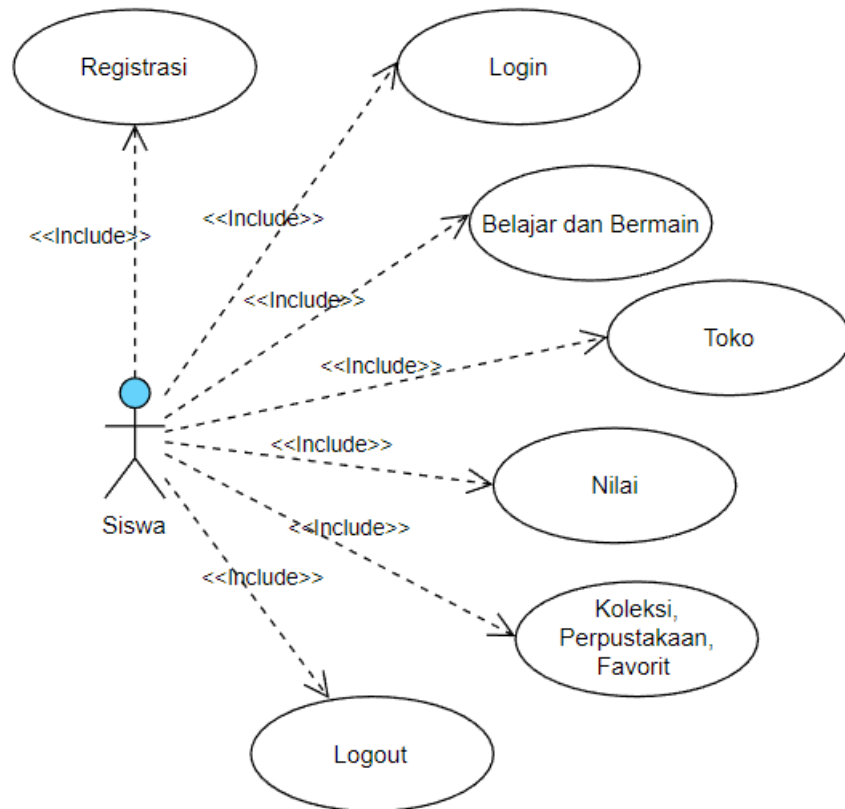 Registrasi
Login
<<Include>>
<<Include>>
Belajar dan Bermain
<<Include>>
Toko
<<Include>>
<<Include>>
Nilai
Siswa
<<Include>>
<<Include>>
Koleksi,
Perpustakaan,
Favorit
Logout